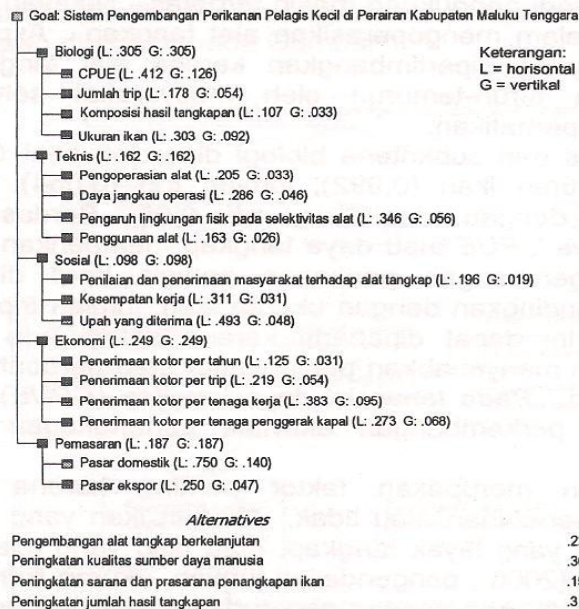 Goal: Sistem Pengembangan Perikanan Pelagis Kecil di Perairan Kabupaten Maluku Tenggara
Keterangan:
L = horisontal
G = vertikal
Biologi (L: .305 G: .305)
CPUE (L: .412 G: .126)
Jumlah trip (L: .178 G: .054)
Komposisi hasil tangkapan (L: .107 G: .033)
Ukuran ikan (L: .303 G: .092)
Teknis (L: .162 G: .162)
Pengoperasian alat (L: .205 G: .033)
Daya jangkau operasi (L: .286 G: .046)
Pengaruh lingkungan fisik pada selektivitas alat (L: .346 G: .056)
Penggunan alat (L: .163 G: .026)
Sosial (L: .098 G: .098)
Penilaian dan penerimaan masyarakat terhadap alat tangkap (L: .196 G: .019)
Kesempatan kerja (L: .311 G: .031)
Upah yang diterima (L: .493 G: .048)
Ekonomi (L: .249 G: .249)
Penerimaan kotor per tahun (L: .125 G: .031)
Penerimaan kotor per trip (L: .219 G: .054)
Penerimaan kotor per tenaga kerja (L: .383 G: .095)
Penerimaan kotor per tenaga penggerak kapal (L: .273 G: .068)
Pemasaran (L: .187 G: .187)
Pasar domestik (L: .750 G: .140)
Pasar ekspor (L: .250 G: .047)
Alternatives
Pengembangan alat tangkap berkelanjutan
Peningkatan kualitas sumber daya manusia
Peningkatan sarana dan prasarana penangkapan ikan
Peningkatan jumlah hasil tangkapan